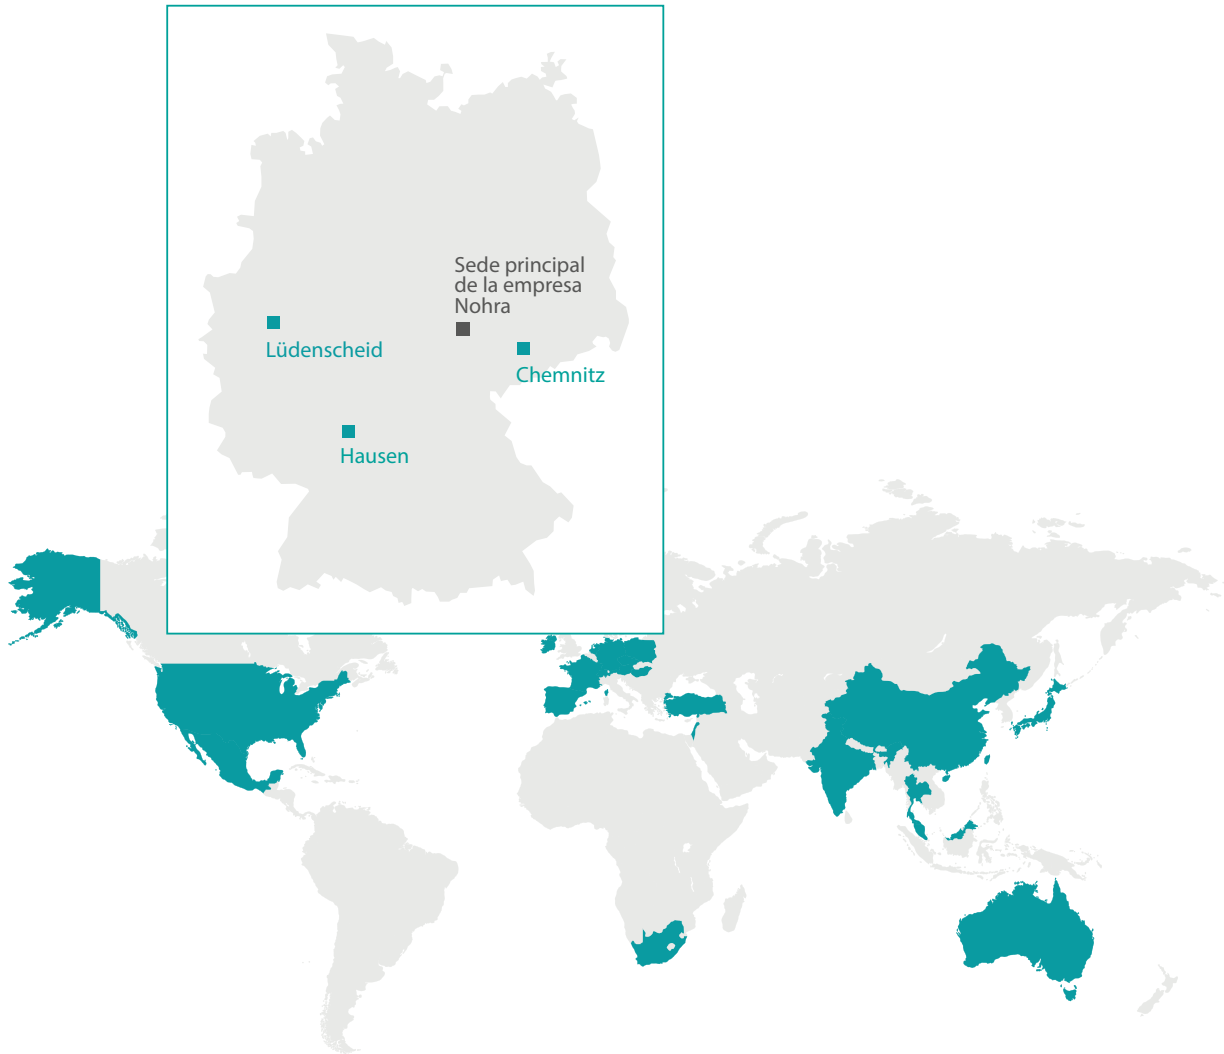 Sede principal
de la empresa
Nohra
Lüdenscheid
Chemnitz
Hausen